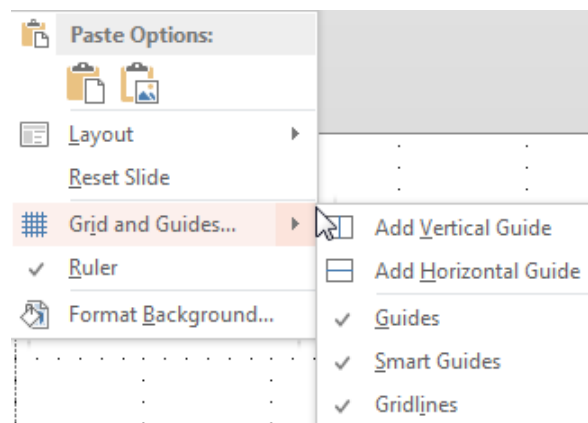 Paste Options:
Layout
Reset Slide
Grid and Guides...
Ruler
Format Background...
Add Vertical Guide
Add Horizontal Guide
Guides
Smart Guides
Gridlines